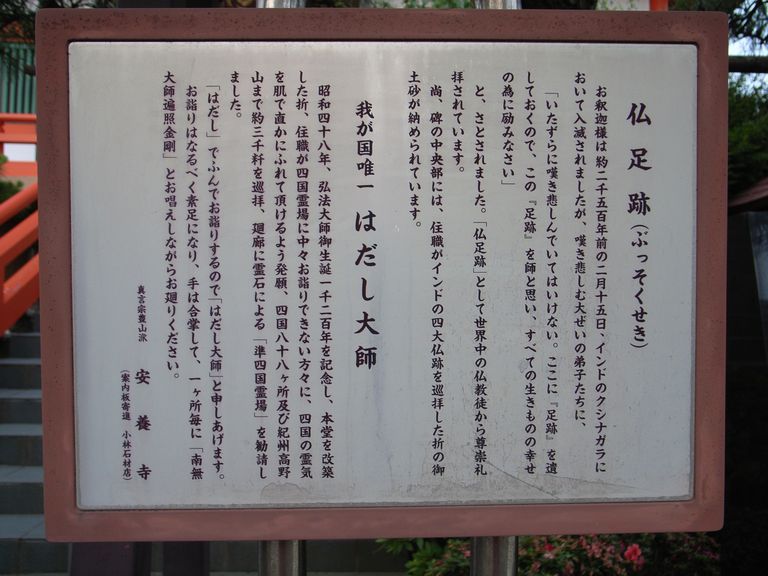 仏足跡(ぶっそくせき)
お釈迦様は約二千五百年前の二月十五日、インドのクシナガラに
おいて入滅されましたが、嘆き悲しむ大ぜいの弟子たちに、
「いたずらに嘆き悲しんでいてはいけない。ここに『足跡』を遺
しておくので、この『足跡』を師と思い、すべての生きものの幸せ
の為に励みなさい」
と、さとされました。「仏足跡」として世界中の仏教徒から尊崇礼
拝されています。
尚、碑の中央部には、住職がインドの四大仏跡を巡拝した折の御
土砂が納められています。
我が国唯一はだし大師
昭和四十八年、弘法大師御生誕一千二百年を記念し、本堂を改築
した折、住職が四国霊場に中々お詣りできない方々に、四国の霊気
を肌で直かにふれて頂けるよう発願、四国八十八ヶ所及び紀州高野
山まで約三千粁を巡拝、廻廊に霊石による「準四国霊場」を勧請し
ました。
「はだし」でふんでお詣りするので「はだし大師」と申しあげます。
お詣りはなるべく素足になり、手は合掌して、一ヶ所毎に「南無
大師遍照金剛」とお唱えしながらお廻りください。
真言宗豊山派 安養寺
(案内板寄進 小林石材店)